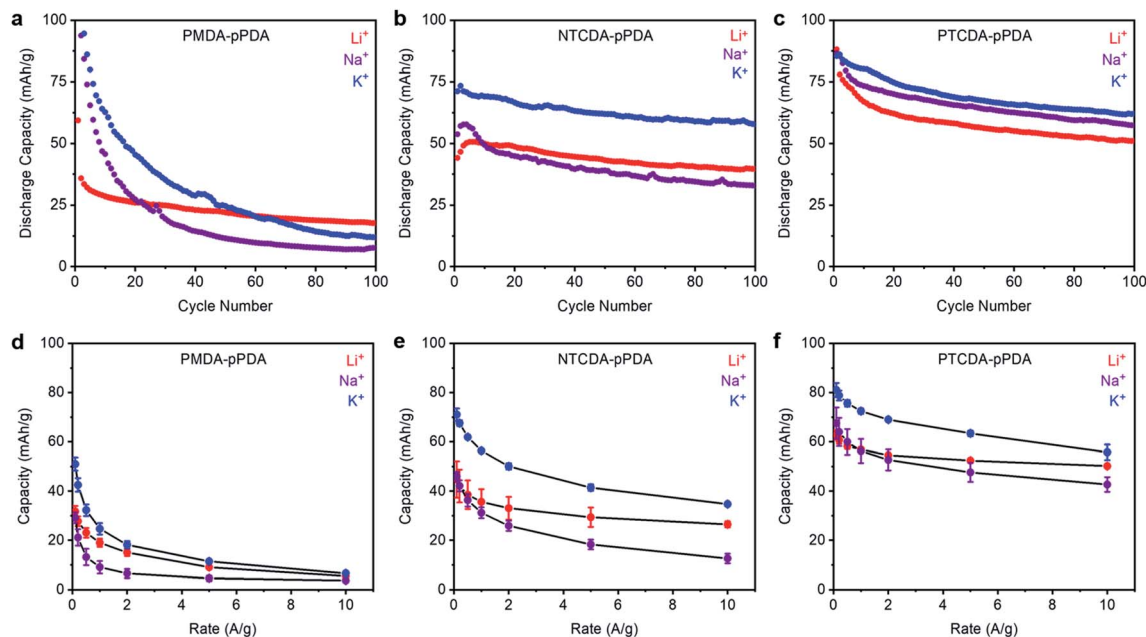 a
PMDA-pPDA
Li⁺
Na⁺
K⁺
100
75
50
25
0
0 20 40 60 80 100
Discharge Capacity (mAh/g)
Cycle Number
b
NTCDA-pPDA
Li⁺
Na⁺
K⁺
100
75
50
25
0
0 20 40 60 80 100
Discharge Capacity (mAh/g)
Cycle Number
c
PTCDA-pPDA
Li⁺
Na⁺
K⁺
100
75
50
25
0
0 20 40 60 80 100
Discharge Capacity (mAh/g)
Cycle Number
d
PMDA-pPDA
Li⁺
Na⁺
K⁺
100
80
60
40
20
0
0 2 4 6 8 10
Capacity (mAh/g)
Rate (A/g)
e
NTCDA-pPDA
Li⁺
Na⁺
K⁺
100
80
60
40
20
0
0 2 4 6 8 10
Capacity (mAh/g)
Rate (A/g)
f
PTCDA-pPDA
Li⁺
Na⁺
K⁺
100
80
60
40
20
0
0 2 4 6 8 10
Capacity (mAh/g)
Rate (A/g)